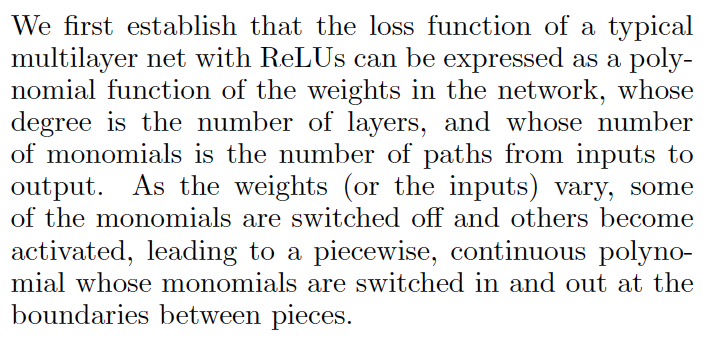 We first establish that the loss function of a typical
multilayer net with ReLUs can be expressed as a poly-
nomial function of the weights in the network, whose
degree is the number of layers, and whose number
of monomials is the number of paths from inputs to
output. As the weights (or the inputs) vary, some
of the monomials are switched off and others become
activated, leading to a piecewise, continuous polyno-
mial whose monomials are switched in and out at the
boundaries between pieces.